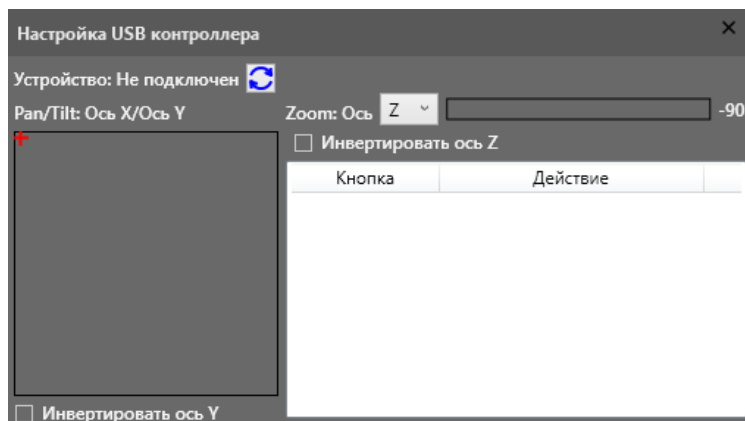 Настройка USB контроллера
Устройство: Не подключен
Pan/Tilt: Ось X/Ось Y
Zoom: Ось Z -90
Инвертировать ось Z
Кнопка Действие
Инвертировать ось Y